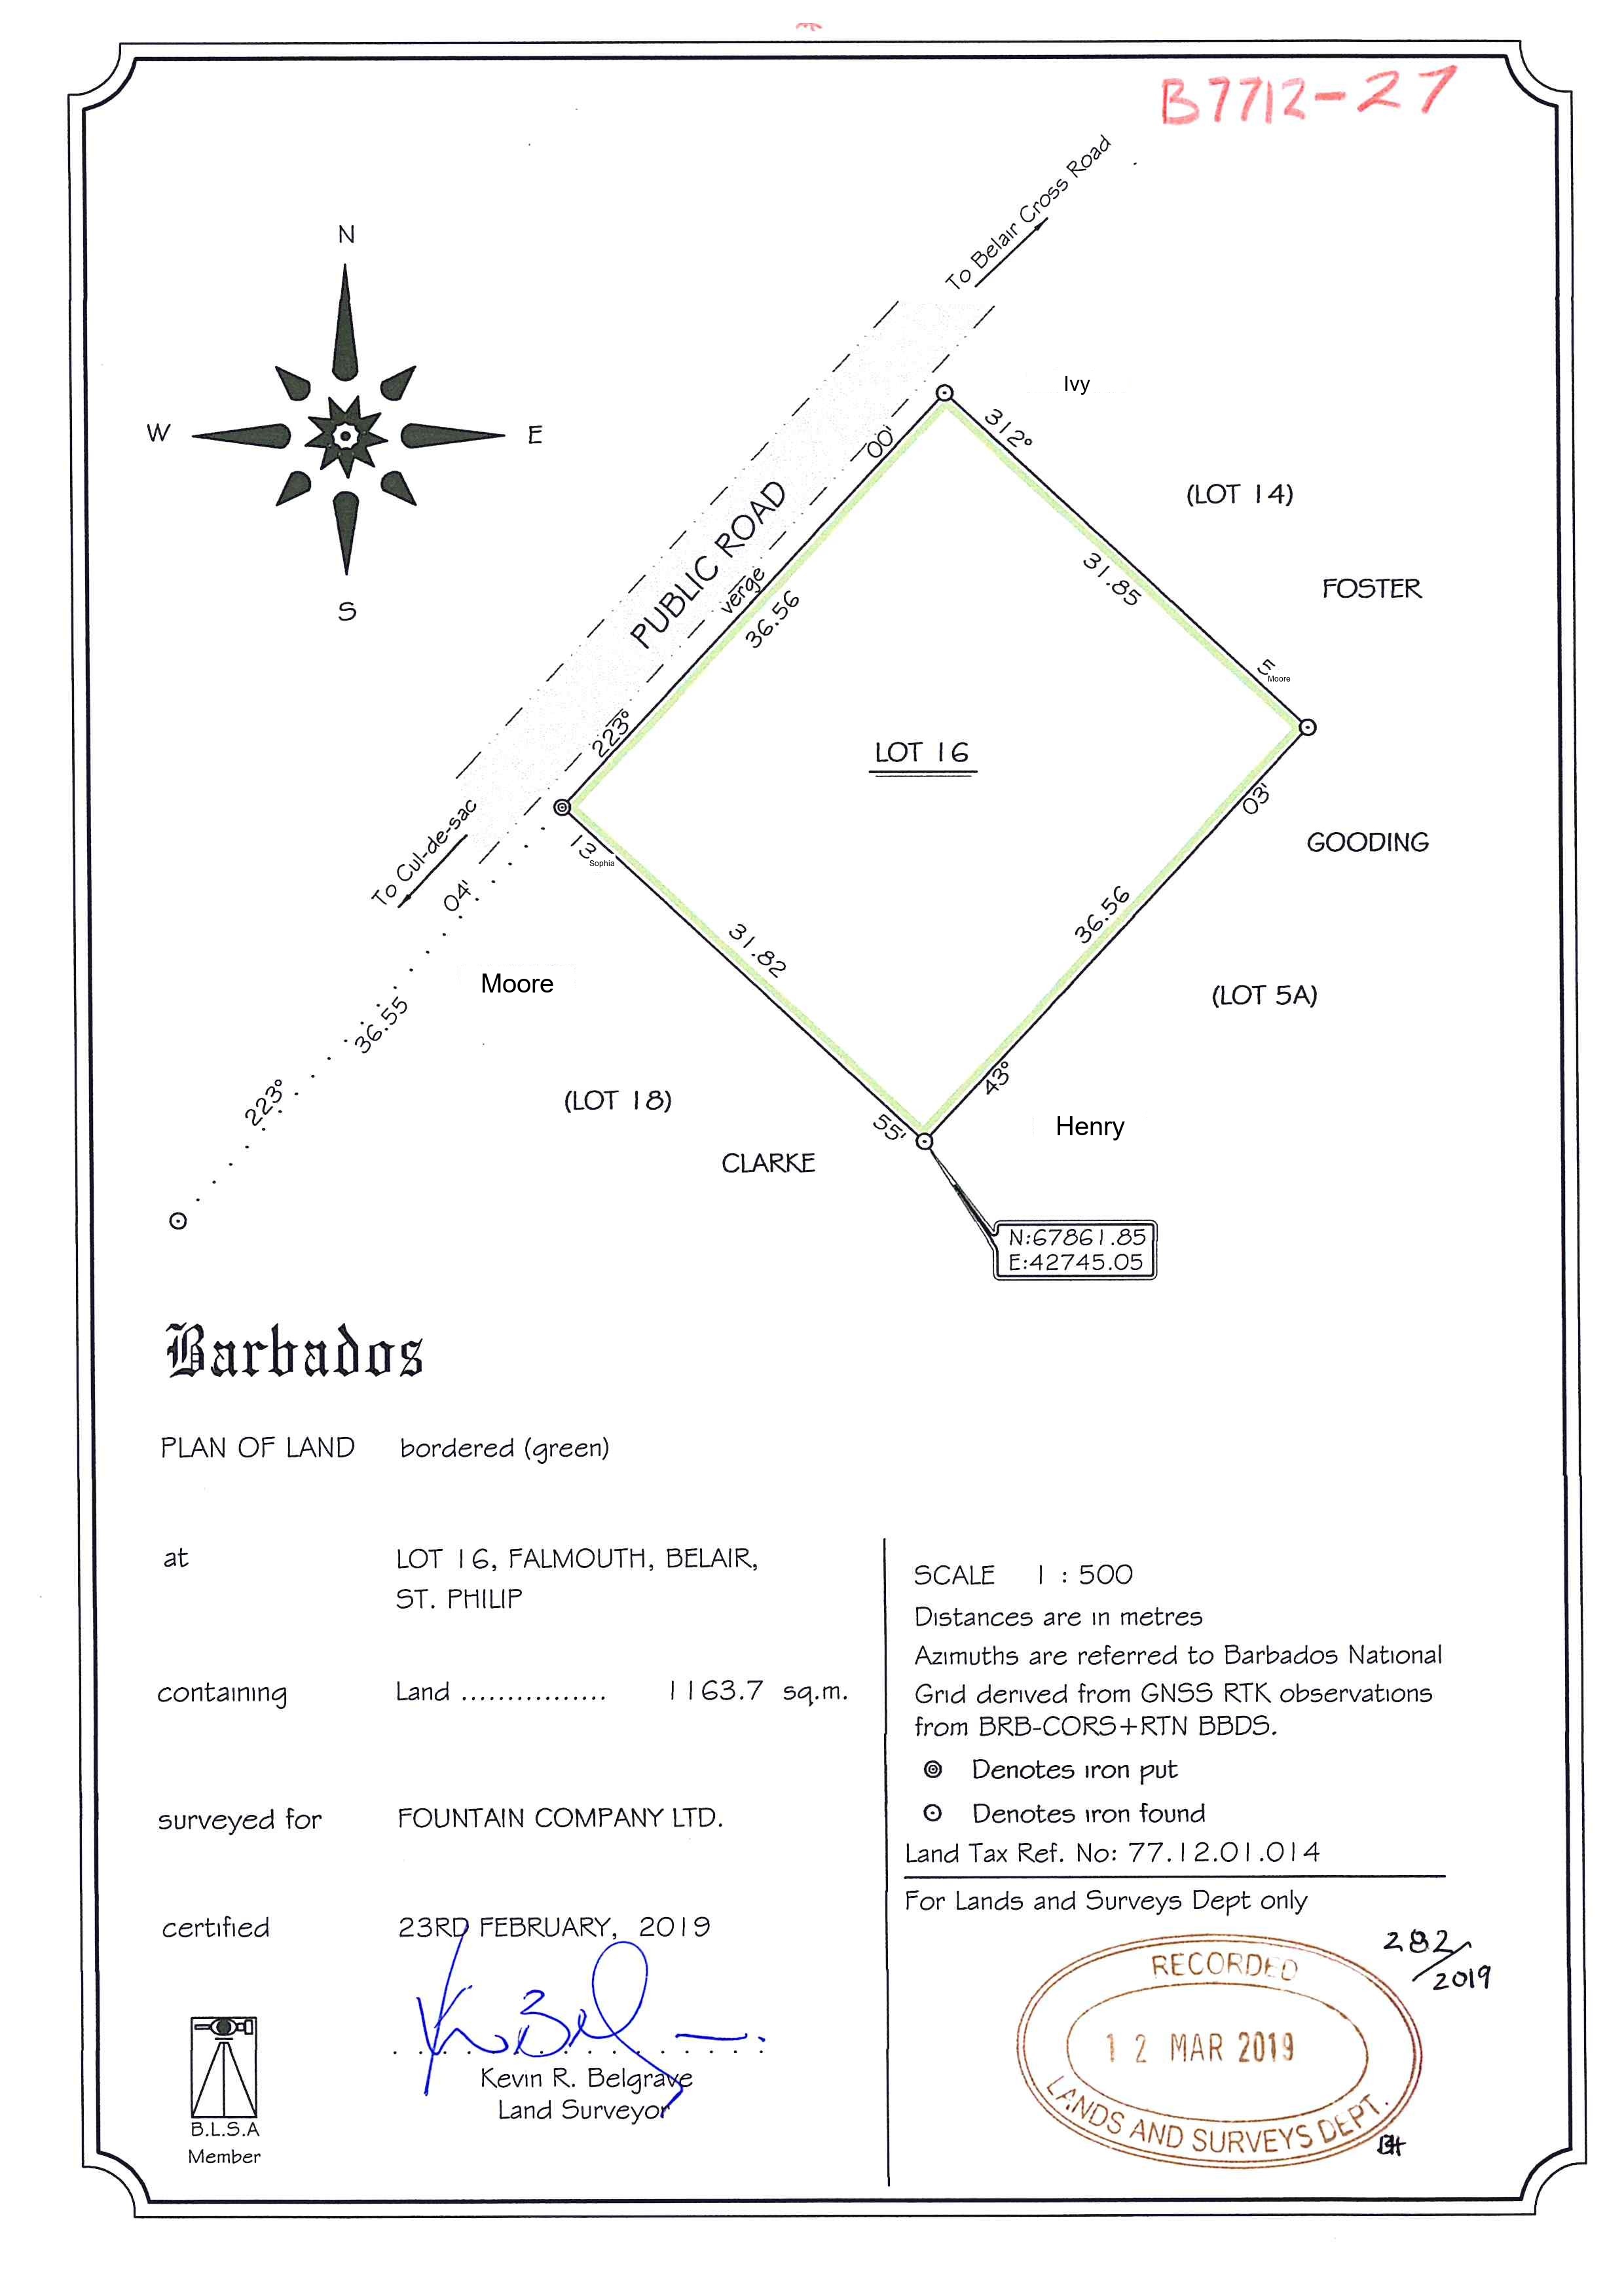 B7712-27
To Belair Cross Road
N
W
E
S
Ivy
00'
312°
(LOT 14)
PUBLIC ROAD
verge
36.56
31.85
FOSTER
5
Moore
223°
LOT 16
03'
To Cul-de-sac
13
Sophia
GOODING
04'
31.82
36.56
Moore
(LOT 5A)
36.55
223°
43°
(LOT 18)
55'
Henry
CLARKE
N:67861.85
E:42745.05
Barbados
PLAN OF LAND bordered (green)
at LOT 16, FALMOUTH, BELAIR,
ST. PHILIP
containing Land ................ 1163.7 sq.m.
surveyed for FOUNTAIN COMPANY LTD.
certified 23RD FEBRUARY, 2019
Kevin R. Belgrave
Land Surveyor
B.L.S.A
Member
SCALE 1 : 500
Distances are in metres
Azimuths are referred to Barbados National
Grid derived from GNSS RTK observations
from BRB-CORS+RTN BBDS.
Denotes iron put
Denotes iron found
Land Tax Ref. No: 77.12.01.014
For Lands and Surveys Dept only
282/2019
RECORDED
12 MAR 2019
LANDS AND SURVEYS DEPT.